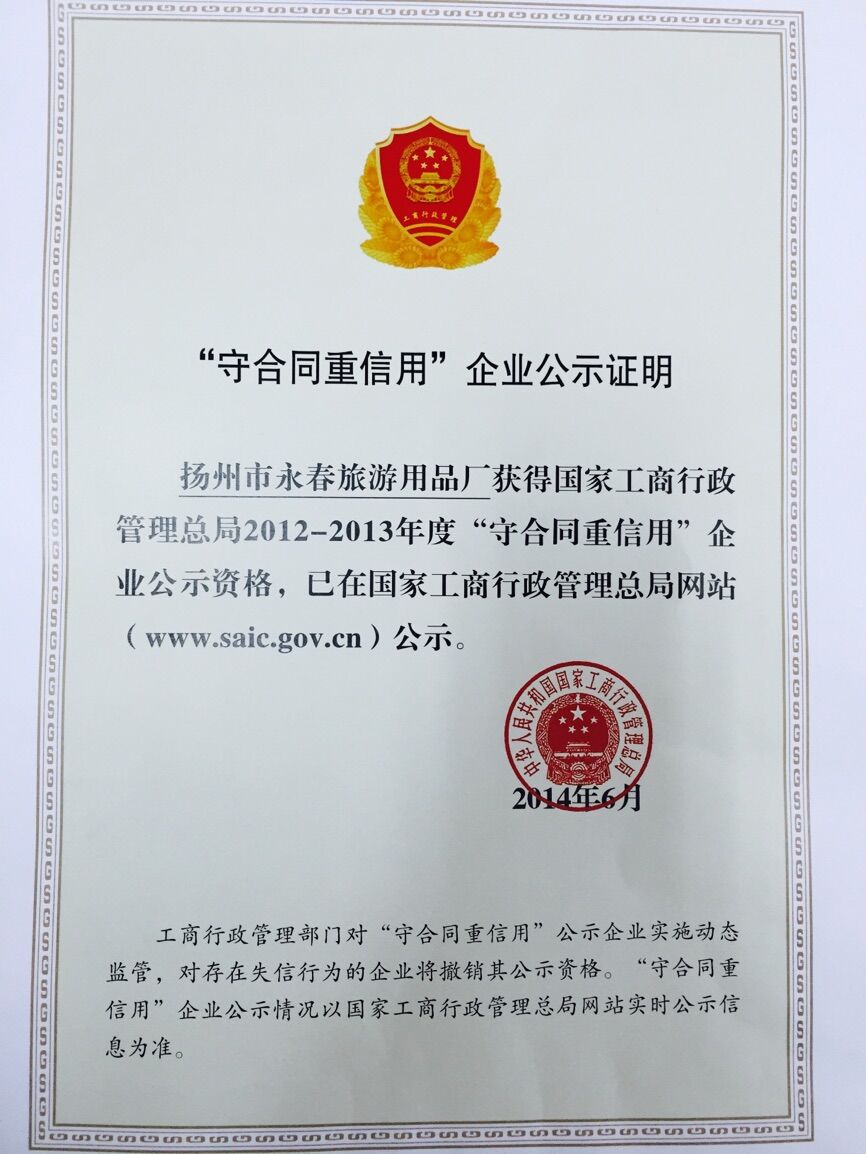 工商行政管理
“守合同重信用”企业公示证明
扬州市永春旅游用品厂获得国家工商行政
管理总局2012-2013年度“守合同重信用”企
业公示资格，已在国家工商行政管理总局网站
（www.saic.gov.cn）公示。
中华人民共和国国家工商行政管理总局
2014年6月
工商行政管理部门对“守合同重信用”公示企业实施动态
监管，对存在失信行为的企业将撤销其公示资格。“守合同重
信用”企业公示情况以国家工商行政管理总局网站实时公示信
息为准。